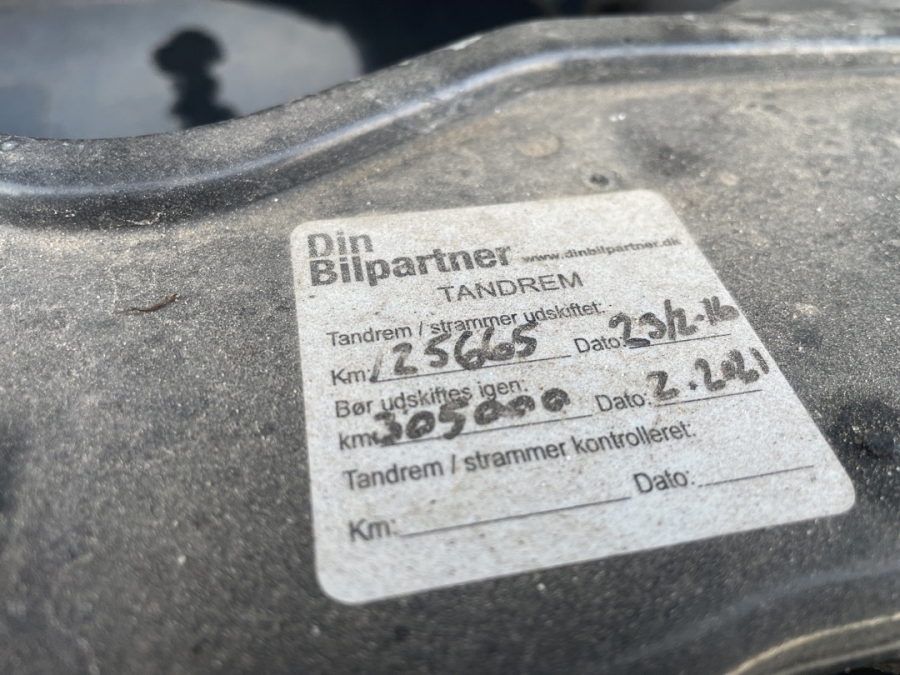 Din
Bilpartner www.dinbilpartner.dk
TANDREM
Tandrem / strammer udskiftet:
Km: 125665 Dato: 23/2-16
Bør udskiftes igen:
km: 305000 Dato: 2.2021
Tandrem / strammer kontrolleret:
Km: Dato: